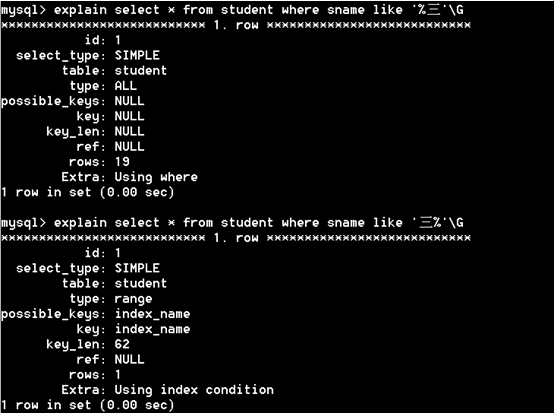 mysql> explain select * from student where sname like '%三'\G
*************************** 1. row ***************************
           id: 1
  select_type: SIMPLE
        table: student
         type: ALL
possible_keys: NULL
          key: NULL
      key_len: NULL
          ref: NULL
         rows: 19
        Extra: Using where
1 row in set (0.00 sec)

mysql> explain select * from student where sname like '三%'\G
*************************** 1. row ***************************
           id: 1
  select_type: SIMPLE
        table: student
         type: range
possible_keys: index_name
          key: index_name
      key_len: 62
          ref: NULL
         rows: 1
        Extra: Using index condition
1 row in set (0.00 sec)